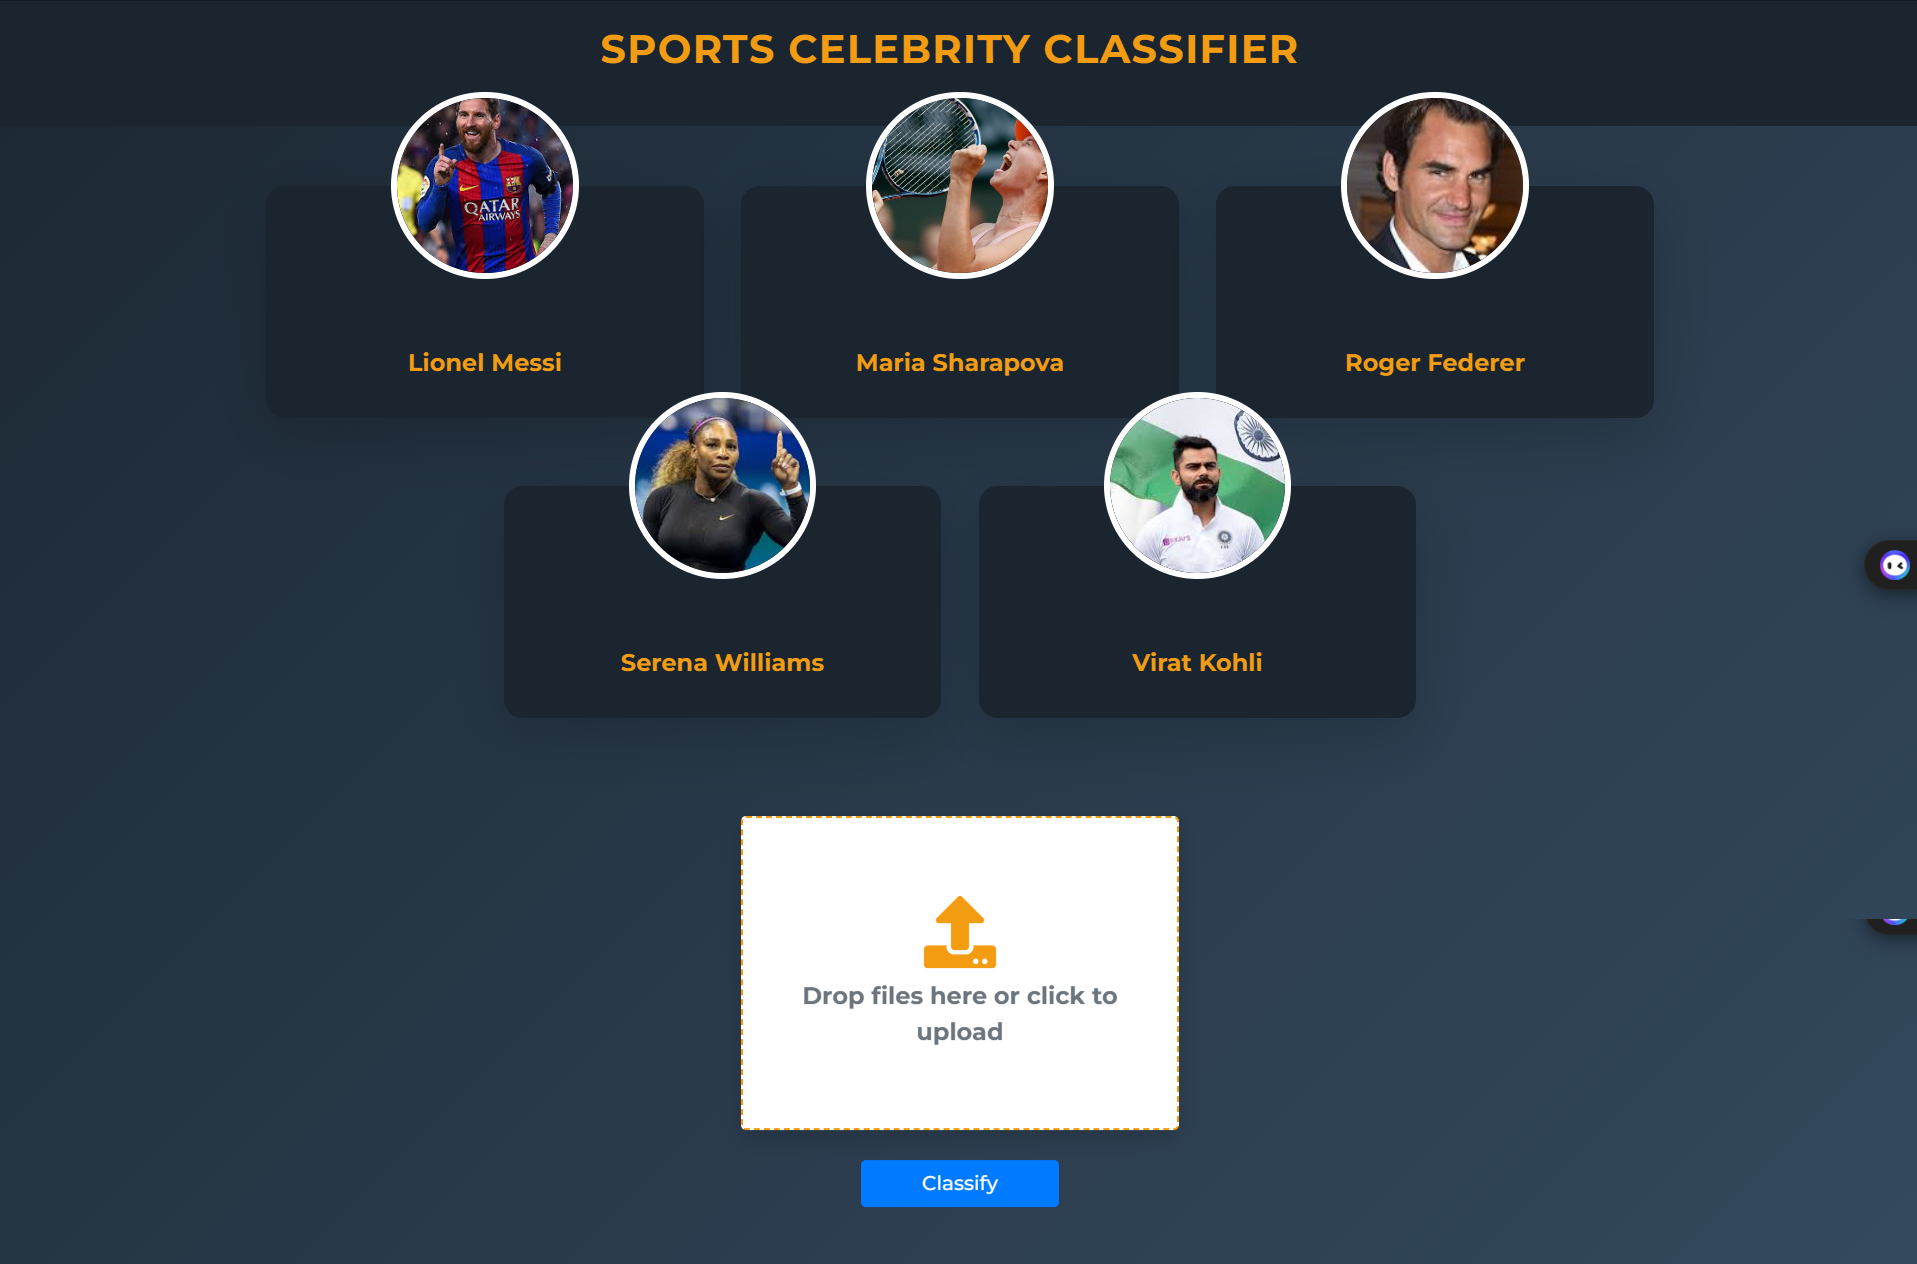 SPORTS CELEBRITY CLASSIFIER
QATAR
AIRWAYS
Lionel Messi
Maria Sharapova
Roger Federer
Serena Williams
Virat Kohli
Drop files here or click to
upload
Classify